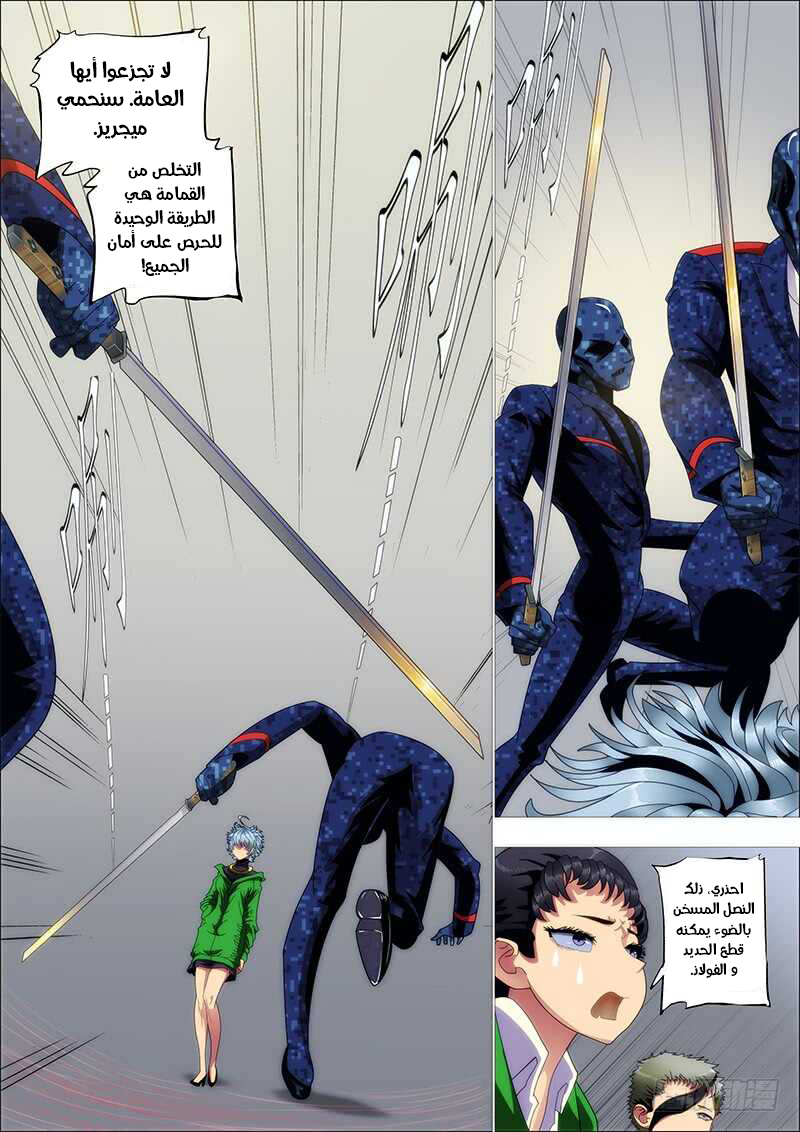 لا تجزعوا أيها
العامة. سنحمي
ميجريز.
التخلص من
القمامة هي
الطريقة الوحيدة
للحرص على أمان
الجميع!
احذري، ذلك
النصل المسخن
بالضوء يمكنه
قطع الحديد
و الفولاذ.